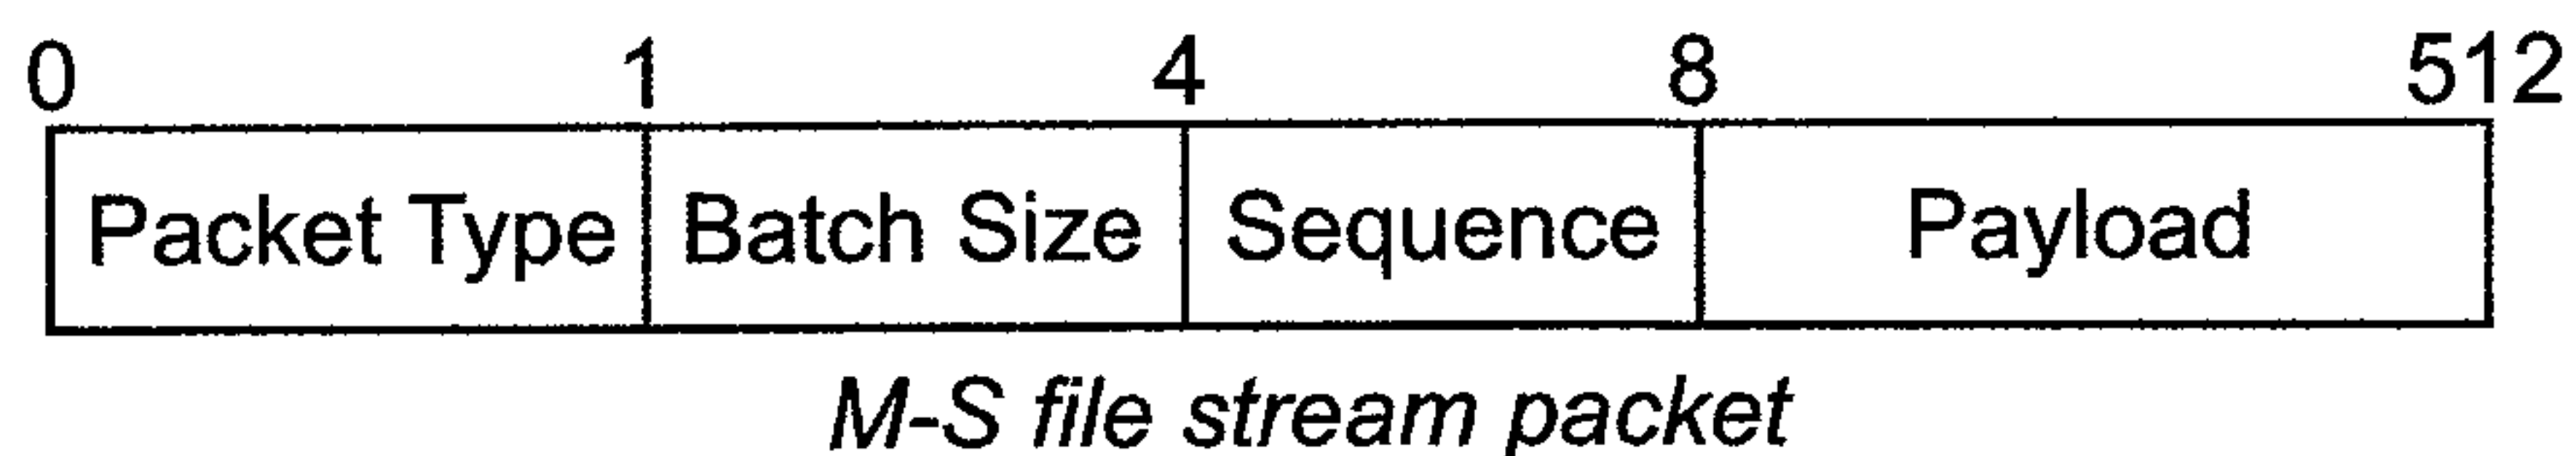 0 1 4 8 512
Packet Type Batch Size Sequence Payload
M-S file stream packet